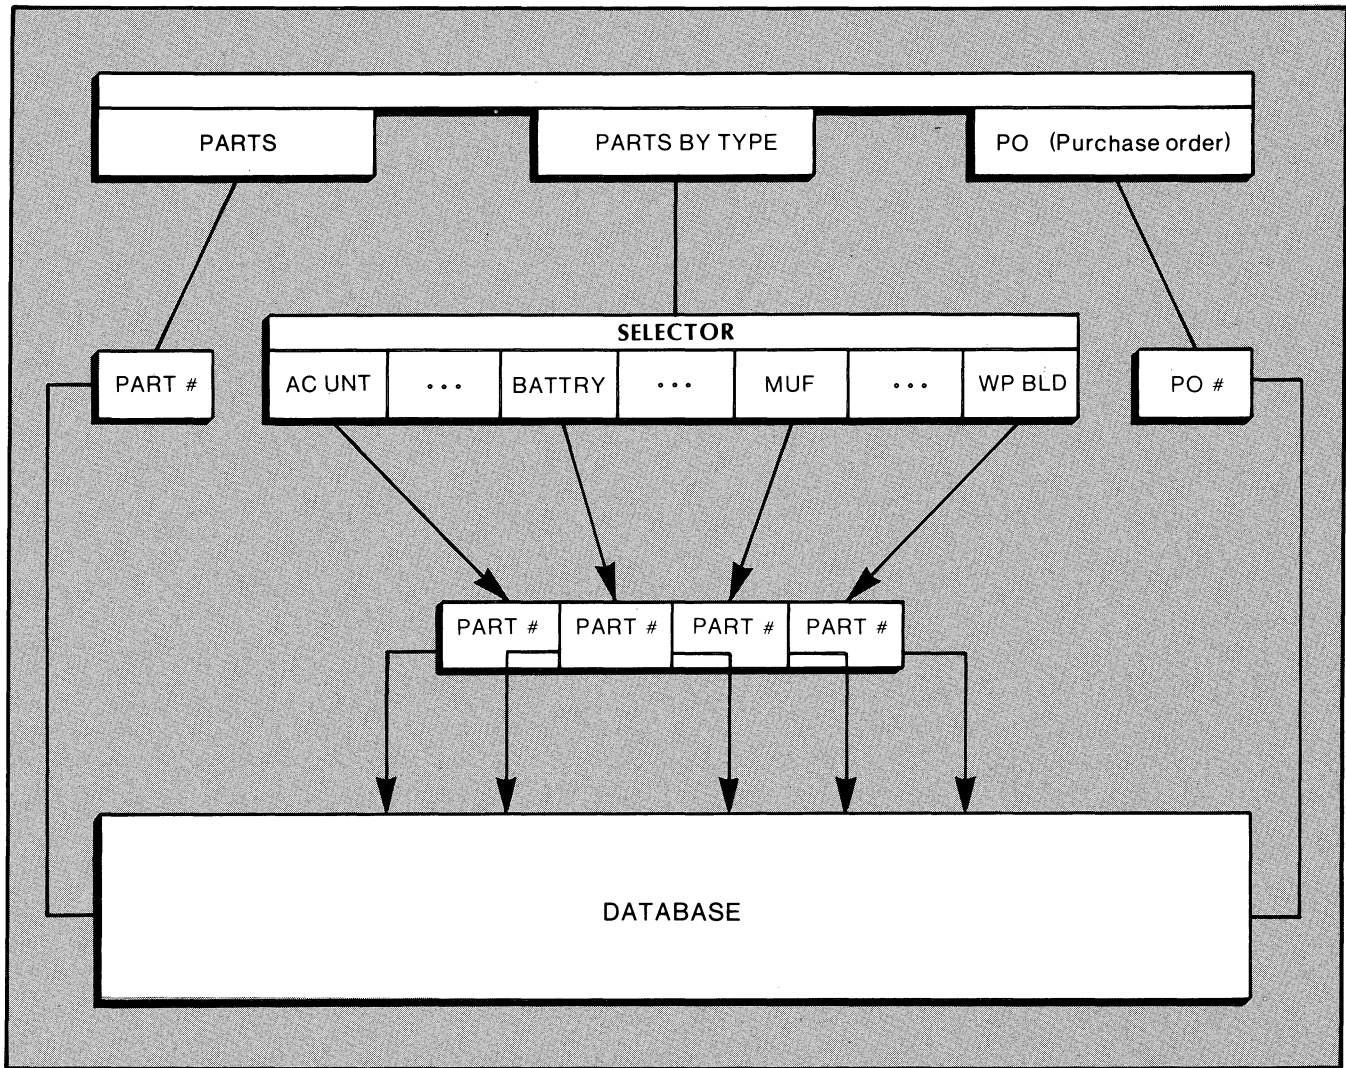 PARTS
PARTS BY TYPE
PO (Purchase order)
SELECTOR
PART #
AC UNT
...
BATTRY
...
MUF
...
WP BLD
PO #
PART #
PART #
PART #
PART #
DATABASE